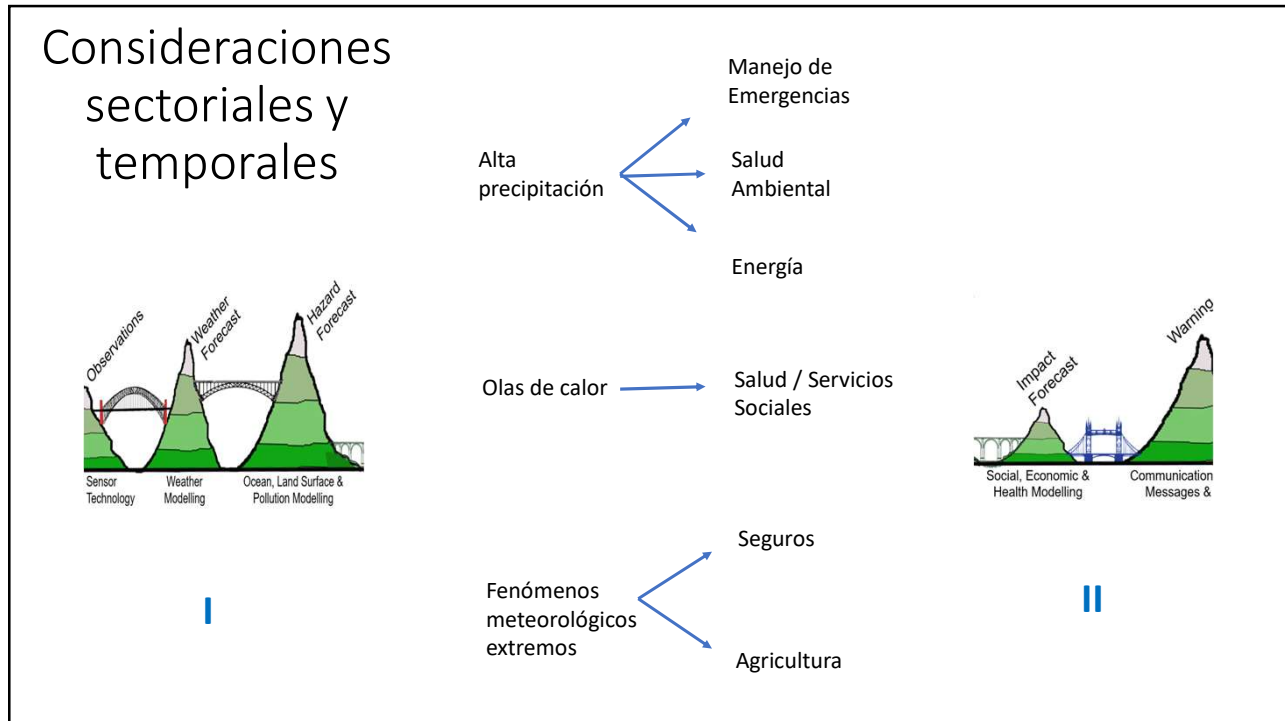 Consideraciones
sectoriales y
temporales
Manejo de
Emergencias
Alta
precipitación
Salud
Ambiental
Energía
Observations
Weather
Forecast
Hazard
Forecast
Sensor
Technology
Weather
Modelling
Ocean, Land Surface &
Pollution Modelling
I
Olas de calor
Salud / Servicios
Sociales
Fenómenos
meteorológicos
extremos
Seguros
Agricultura
Impact
Forecast
Warning
Social, Economic &
Health Modelling
Communication
Messages &
II